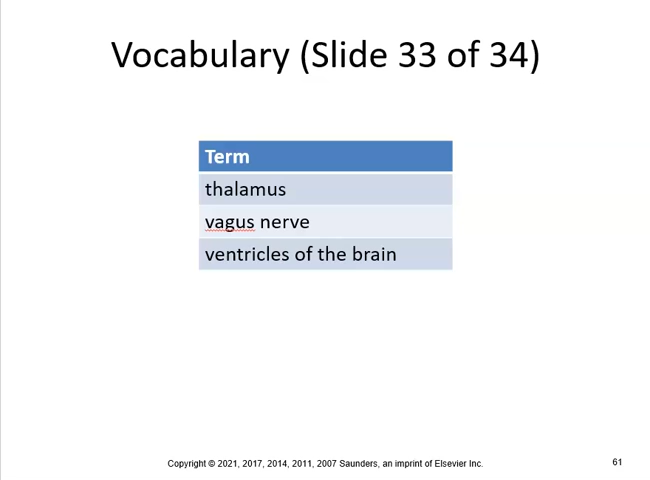 Vocabulary (Slide 33 of 34)
Term
thalamus
vagus nerve
ventricles of the brain
Copyright © 2021, 2017, 2014, 2011, 2007 Saunders, an imprint of Elsevier Inc.
61